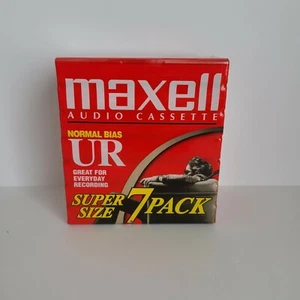 maxell
AUDIO CASSETTE
NORMAL BIAS
UR
GREAT FOR
EVERYDAY
RECORDING
SUPER
SIZE
7 PACK